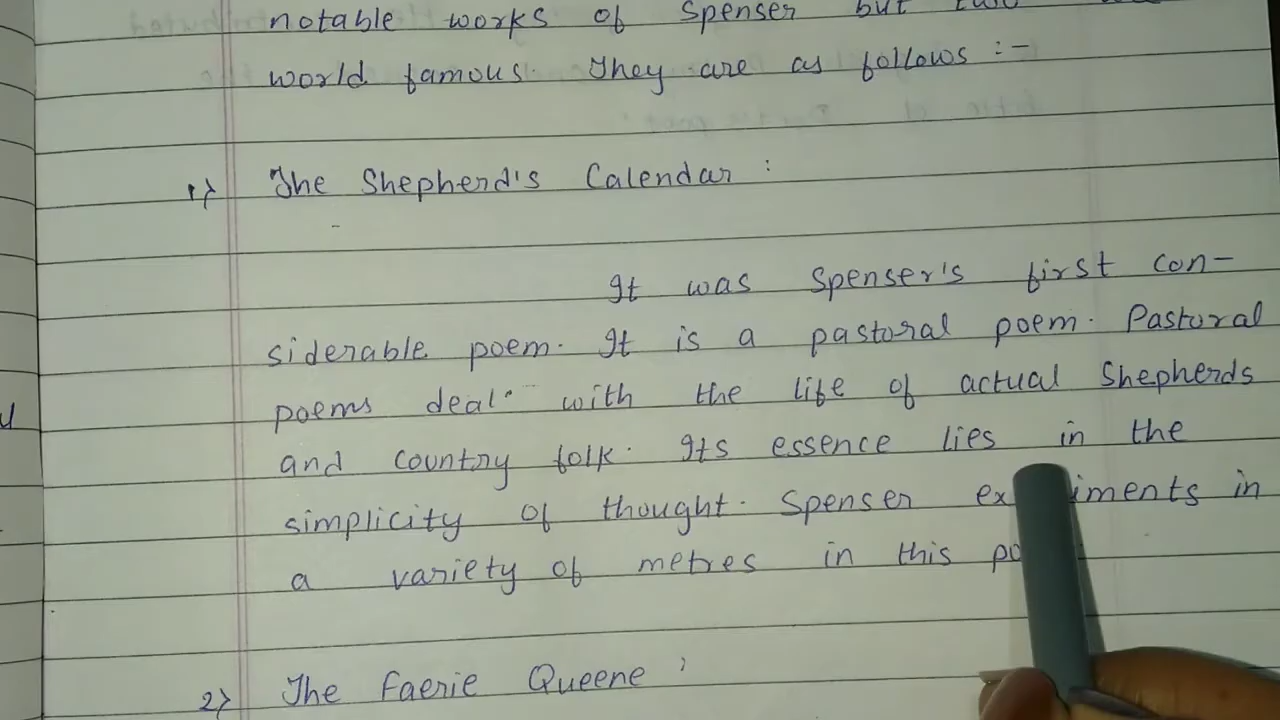 notable works of Spenser but two
world famous. They are as follows :-
1) The Shepherd's Calendar :
It was Spenser's first con-
siderable poem. It is a pastoral poem. Pastoral
poems deal with the life of actual Shepherds
and country folk. Its essence lies in the
simplicity of thought. Spenser in
a variety of metres in this
2) The Faerie Queene :